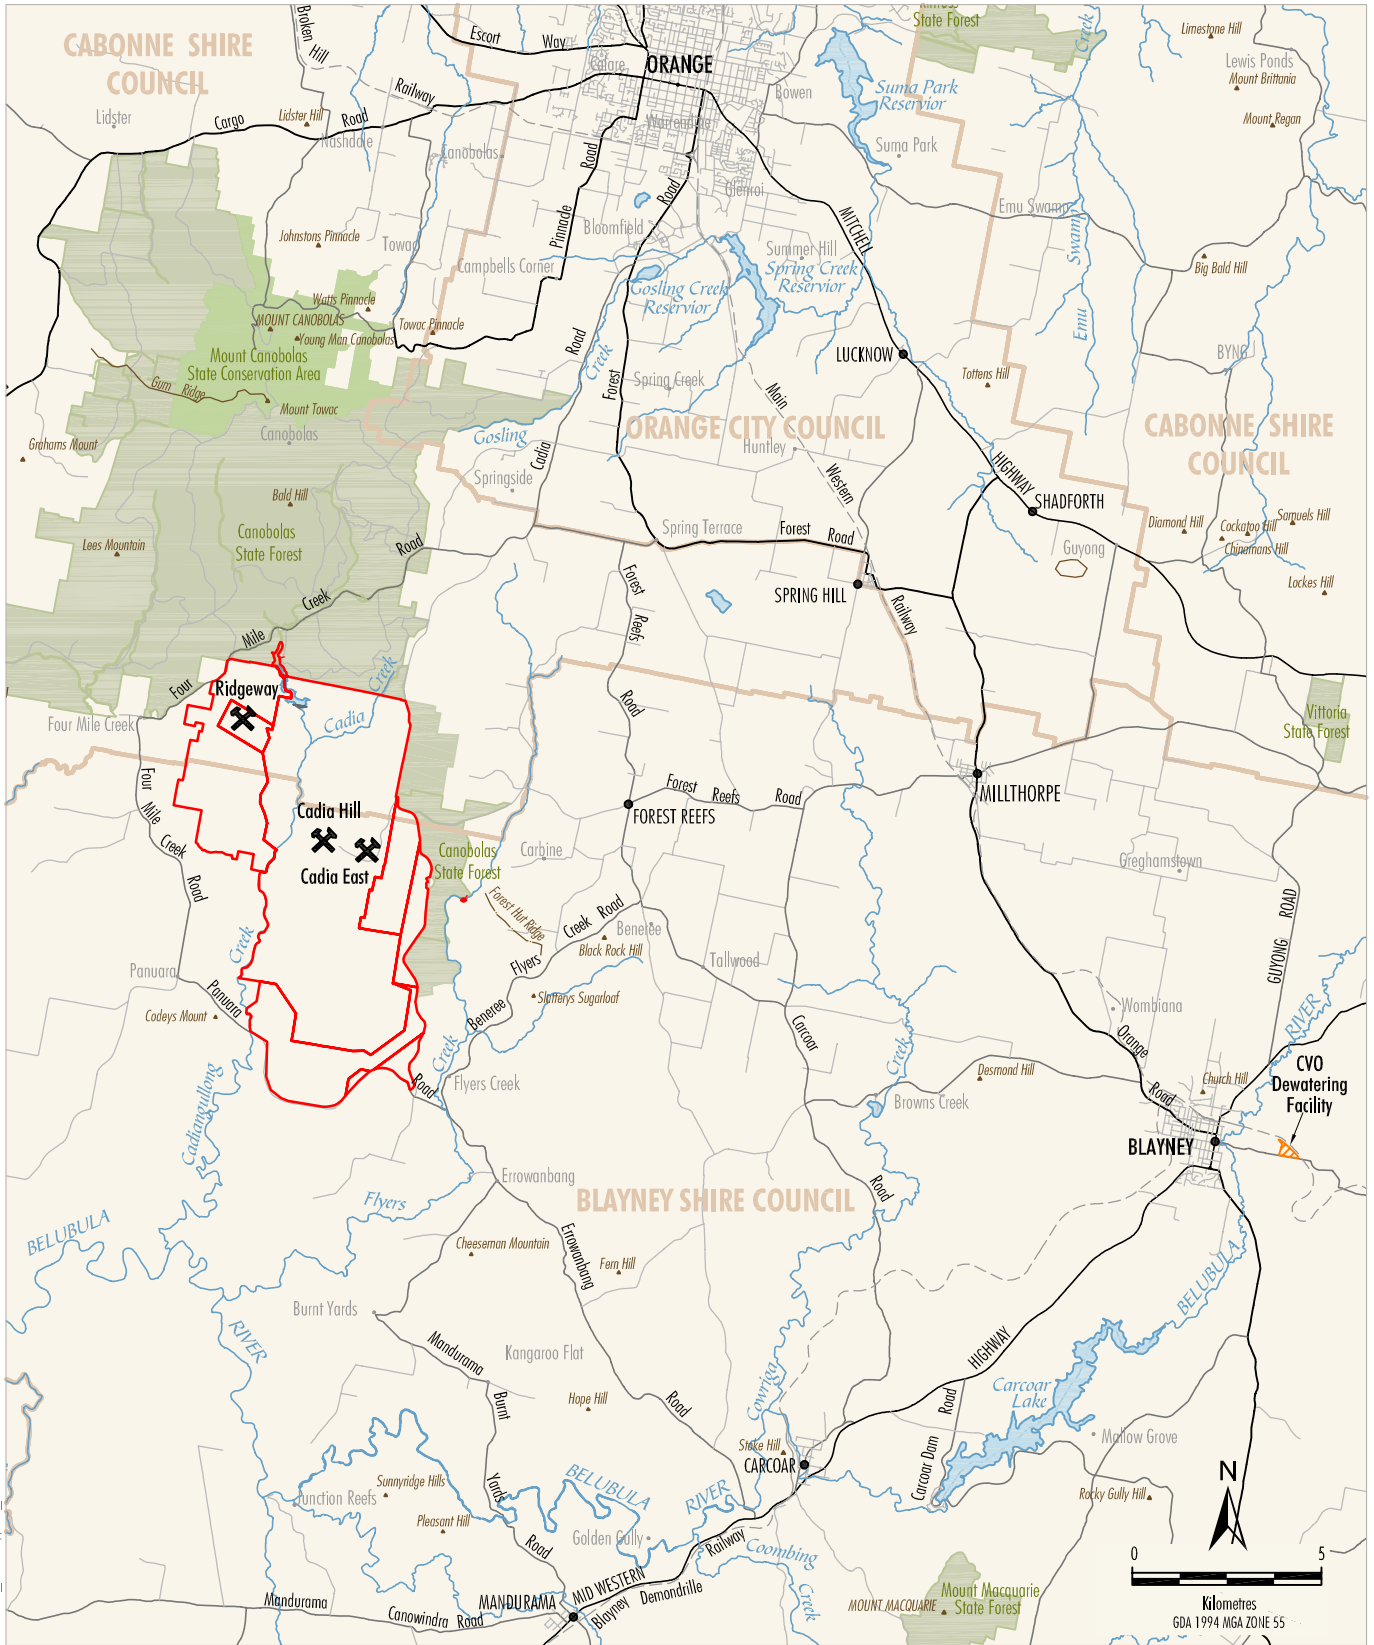 CABONNE SHIRE
COUNCIL
Broken
Hill
Escort Way
Railway
Calare
ORANGE
Bowen
State Forest
Creek
Limestone Hill
Lewis Ponds
Mount Brittania
Mount Regan
Suma Park
Reservior
Suma Park
Lidster
Cargo Road
Lidster Hill
Nashdale
Canobolas
Pinnacle Road
Road
Glenroi
Bloomfield
MITCHELL
Emu Swamp
Emu Swamp
Johnstons Pinnacle
Towac
Campbells Corner
Summer Hill
Spring Creek
Reservior
Gosling Creek
Reservior
Big Bald Hill
Watts Pinnacle
MOUNT CANOBOLAS
Young Man Canobolas
Towac Pinnacle
Mount Canobolas
State Conservation Area
Gum Ridge
Mount Towac
Canobolas
Road
Creek
Forest
Spring Creek
Main
LUCKNOW
Tottens Hill
BYNG
Grahams Mount
Gosling
Cadia
Springside
ORANGE CITY COUNCIL
Huntley
Western
HIGHWAY
SHADFORTH
CABONNE SHIRE
COUNCIL
Bald Hill
Canobolas
State Forest
Lees Mountain
Road
Spring Terrace
Forest Road
Guyong
Diamond Hill
Cockatoo Hill
Samuels Hill
Chinamans Hill
Lockes Hill
Creek
Mile
Four
Forest
Reefs
Road
SPRING HILL
Railway
Ridgeway
Creek
Cadia
Four Mile Creek
Vittoria
State Forest
Four
Mile
Creek
Road
Cadia Hill
Cadia East
Forest Reefs Road
FOREST REEFS
MILLTHORPE
Canobolas
State Forest
Carbine
Greghamstown
Forest Hut Ridge
Flyers Creek Road
Beneree
Black Rock Hill
Tallwood
GUYONG ROAD
Creek
Panuara
Panuara
Codeys Mount
Slatterys Sugarloaf
Beneree
Wombiana
RIVER
Carcoar
Orange
Road
Creek
Road
Flyers Creek
Creek
Desmond Hill
Browns Creek
Church Hill
CVO
Dewatering
Facility
Cadiangullong
BLAYNEY
Errowanbang
Flyers
BLAYNEY SHIRE COUNCIL
Road
BELUBULA
Cheeseman Mountain
Errowanbang
Fern Hill
BELUBULA
Burnt Yards
RIVER
Mandurama
Kangaroo Flat
HIGHWAY
Burnt
Hope Hill
Road
Cowriga
Carcoar
Lake
Road
Carcoar Dam
Mallow Grove
Stoke Hill
CARCOAR
Sunnyridge Hills
Junction Reefs
Yards
BELUBULA
RIVER
Rocky Gully Hill
N
Pleasant Hill
Road
Golden Gully
Railway
Coombing
Creek
0 5
Kilometres
GDA 1994 MGA ZONE 55
Mandurama
Canowindra Road
MANDURAMA
MID WESTERN
Blayney Demondrille
MOUNT MACQUARIE
Mount Macquarie
State Forest